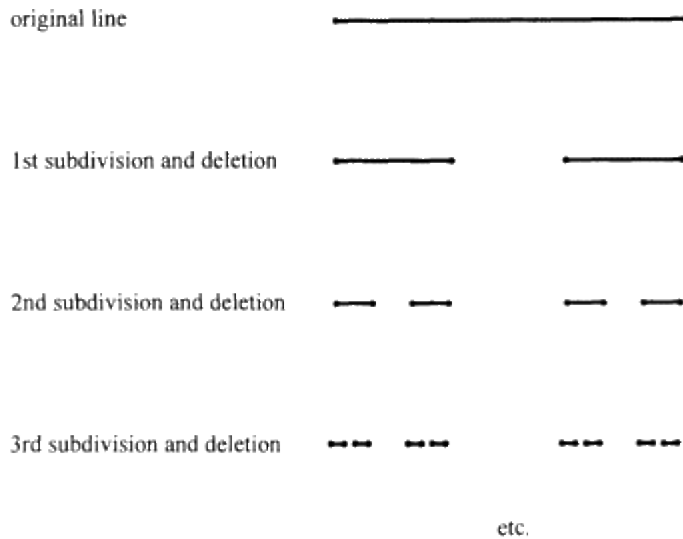 original line
1st subdivision and deletion
2nd subdivision and deletion
3rd subdivision and deletion
etc.